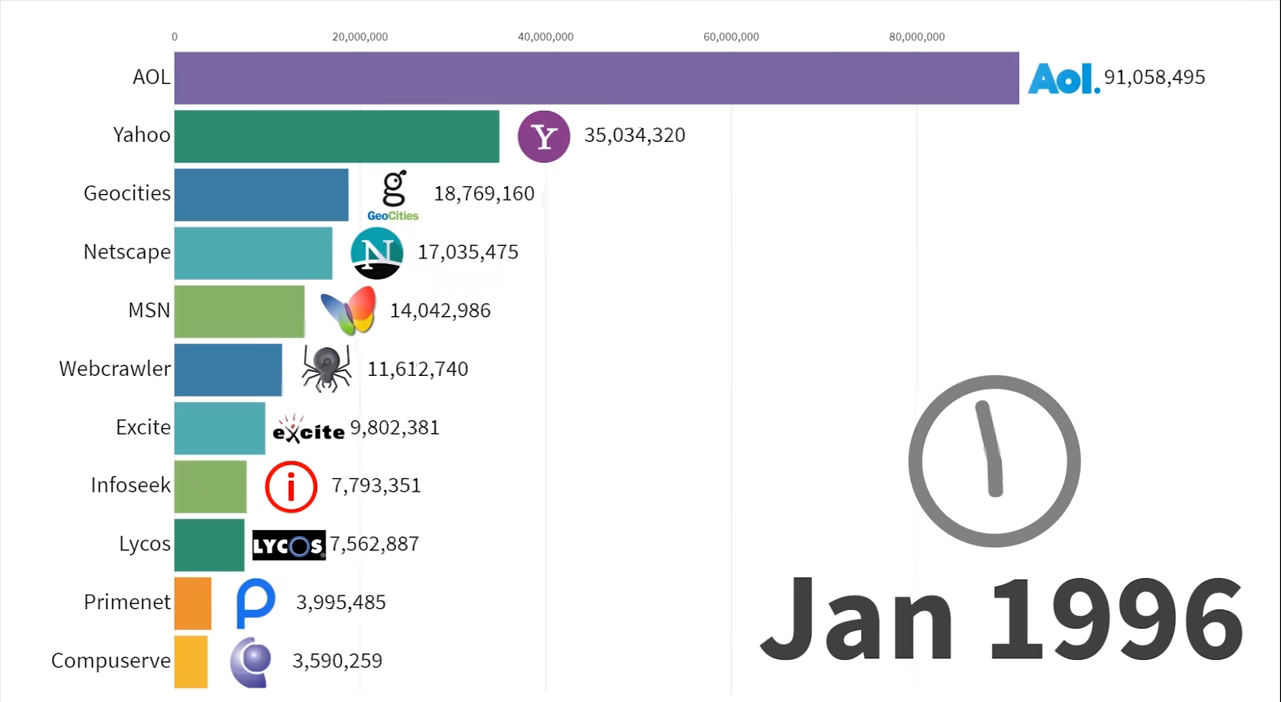 0 20,000,000 40,000,000 60,000,000 80,000,000
AOL Aol. 91,058,495
Yahoo Y 35,034,320
Geocities g GeoCities 18,769,160
Netscape N 17,035,475
MSN 14,042,986
Webcrawler 11,612,740
Excite excite 9,802,381
Infoseek i 7,793,351
Lycos LYCOS 7,562,887
Primenet P 3,995,485
Compuserve 3,590,259
Jan 1996